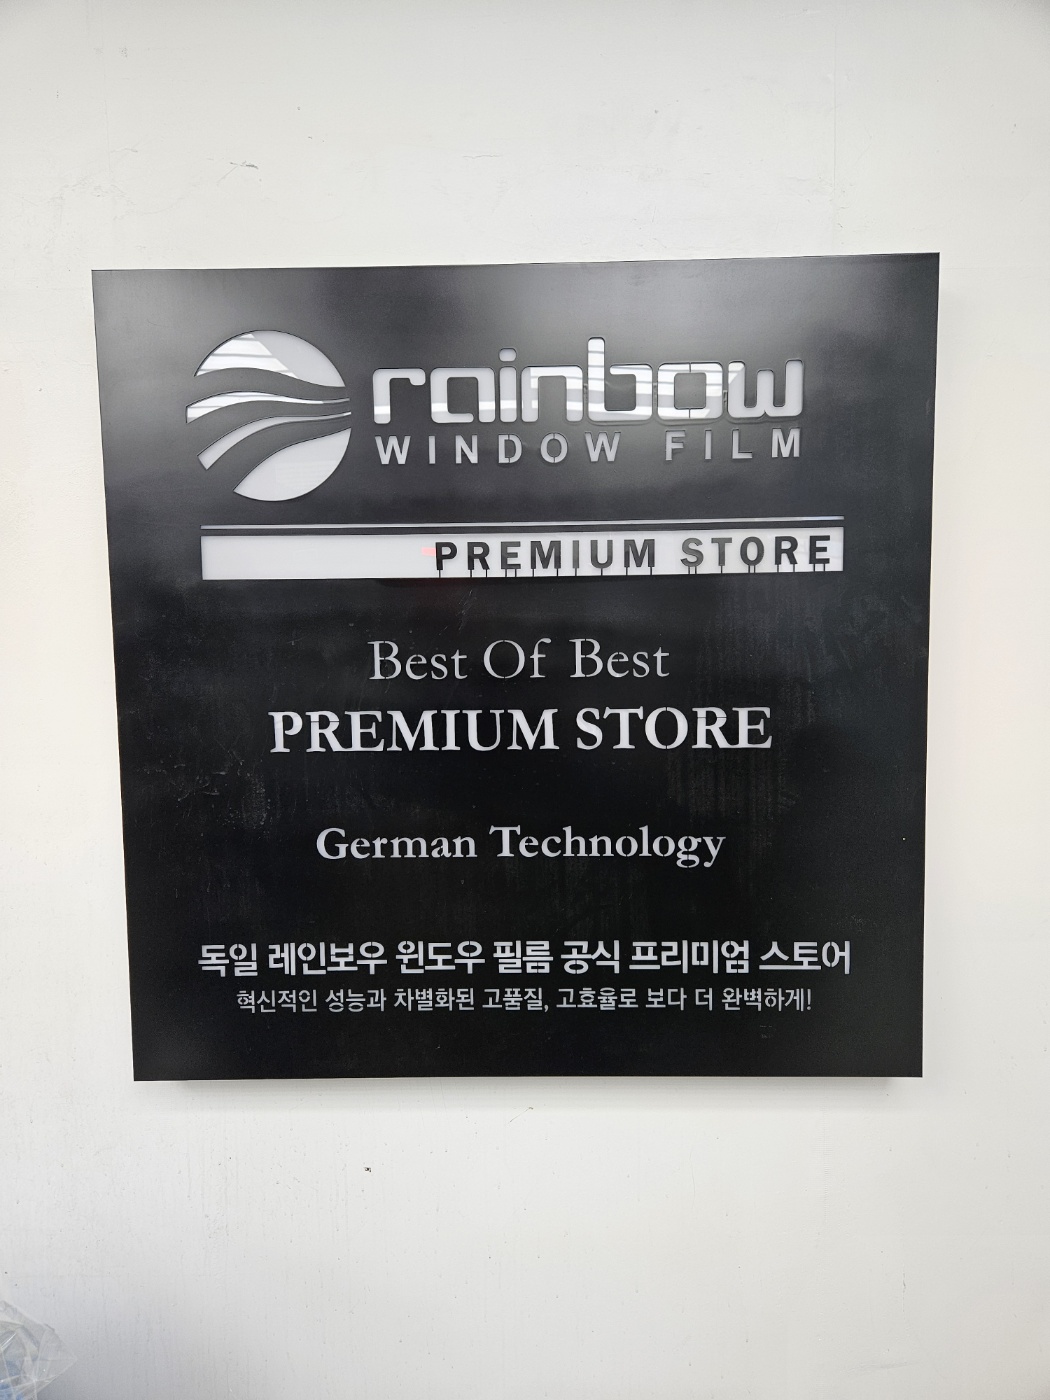 rainbow
WINDOW FILM
PREMIUM STORE
Best Of Best
PREMIUM STORE
German Technology
독일 레인보우 윈도우 필름 공식 프리미엄 스토어
혁신적인 성능과 차별화된 고품질, 고효율로 보다 더 완벽하게!